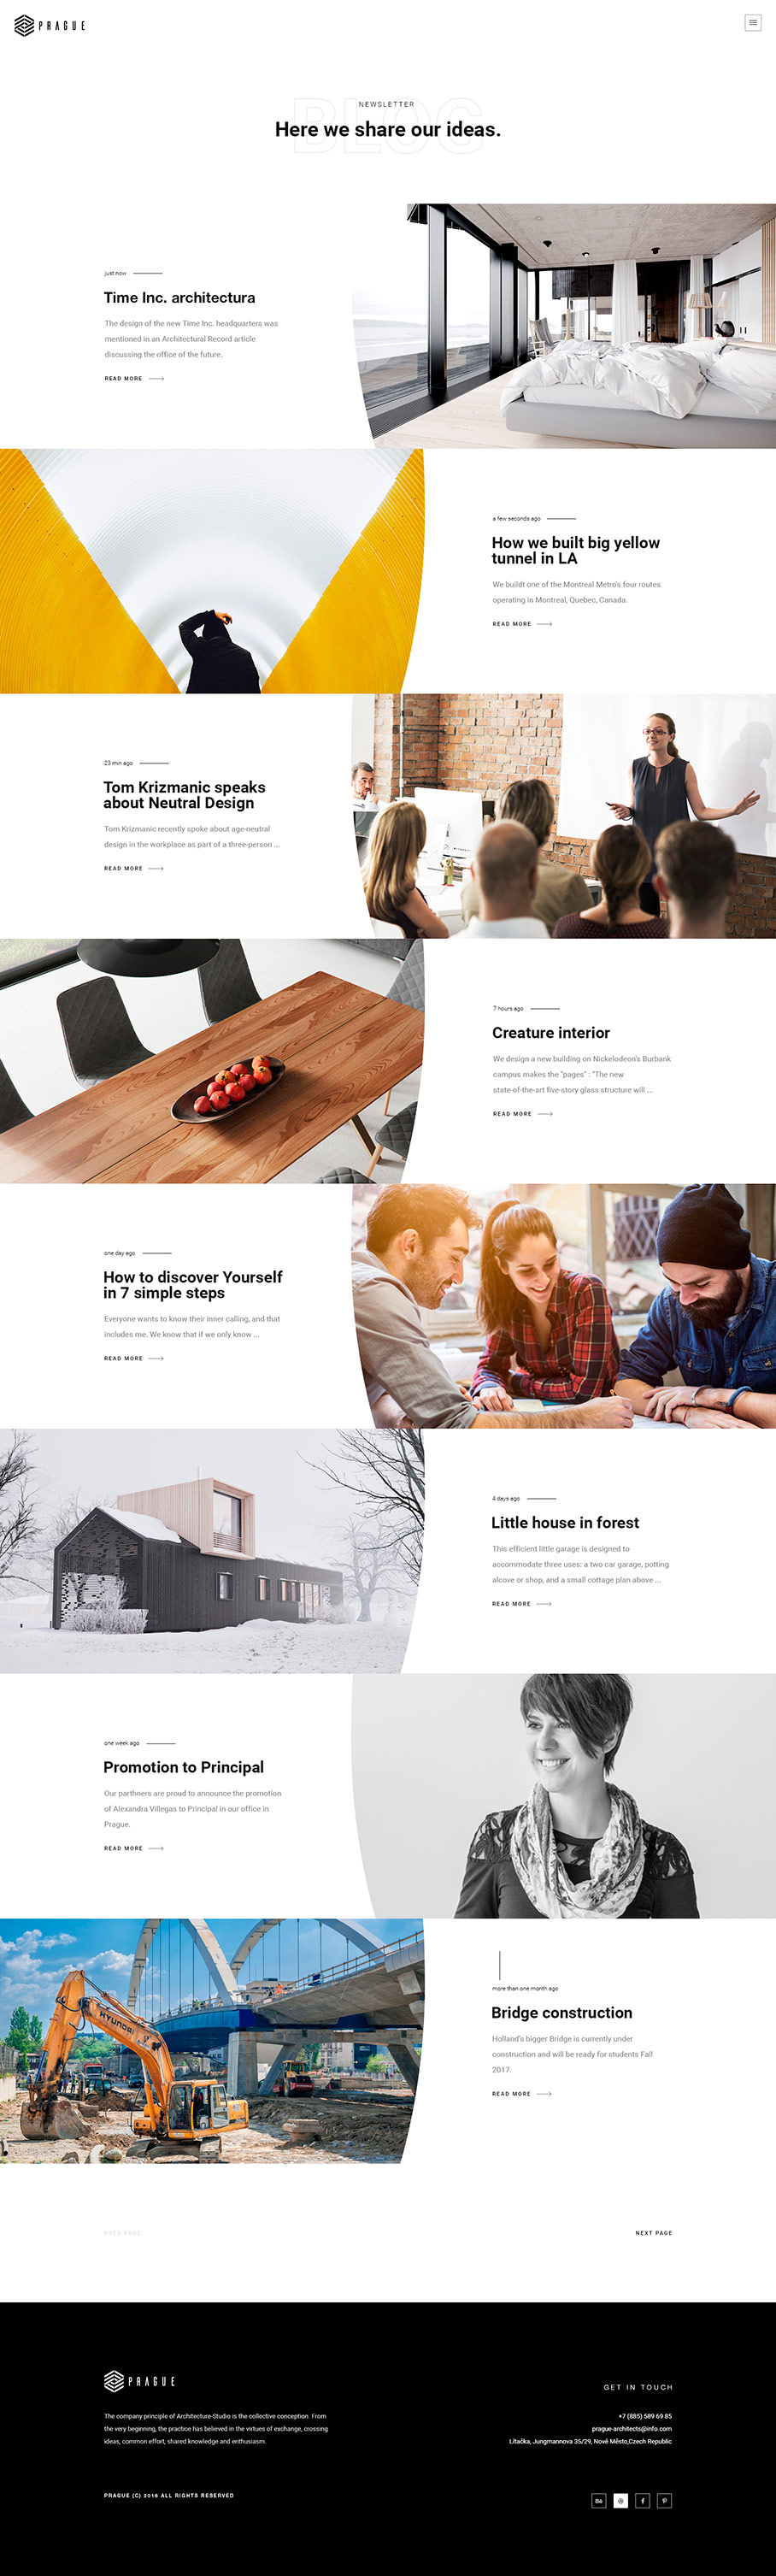 PRAGUE
BLOG
NEWSLETTER
Here we share our ideas.
just now
Time Inc. architectura
The design of the new Time Inc. headquarters was
mentioned in an Architectural Record article
discussing the office of the future.
READ MORE
a few seconds ago
How we built big yellow
tunnel in LA
We buildt one of the Montreal Metro's four routes
operating in Montreal, Quebec, Canada.
READ MORE
23 min ago
Tom Krizmanic speaks
about Neutral Design
Tom Krizmanic recently spoke about age-neutral
design in the workplace as part of a three-person ...
READ MORE
7 hours ago
Creature interior
We design a new building on Nickelodeon's Burbank
campus makes the "pages" : "The new
state-of-the-art five-story glass structure will ...
READ MORE
one day ago
How to discover Yourself
in 7 simple steps
Everyone wants to know their inner calling, and that
includes me. We know that if we only know ...
READ MORE
4 days ago
Little house in forest
This efficient little garage is designed to
accommodate three uses: a two car garage, potting
alcove or shop, and a small cottage plan above ...
READ MORE
one week ago
Promotion to Principal
Our parthners are proud to announce the promotion
of Alexandra Villegas to Principal in our office in
Prague.
READ MORE
HYUNDAI
more than one month ago
Bridge construction
Holland's bigger Bridge is currently under
construction and will be ready for students Fall
2017.
READ MORE
PREV PAGE
NEXT PAGE
PRAGUE
GET IN TOUCH
The company principle of Architecture-Studio is the collective conception. From
the very beginning, the practice has believed in the virtues of exchange, crossing
ideas, common effort, shared knowledge and enthusiasm.
+7 (885) 589 69 85
prague-architects@info.com
Lítačka, Jungmannova 35/29, Nové Město,Czech Republic
PRAGUE (C) 2016 ALL RIGHTS RESERVED
Bē
f